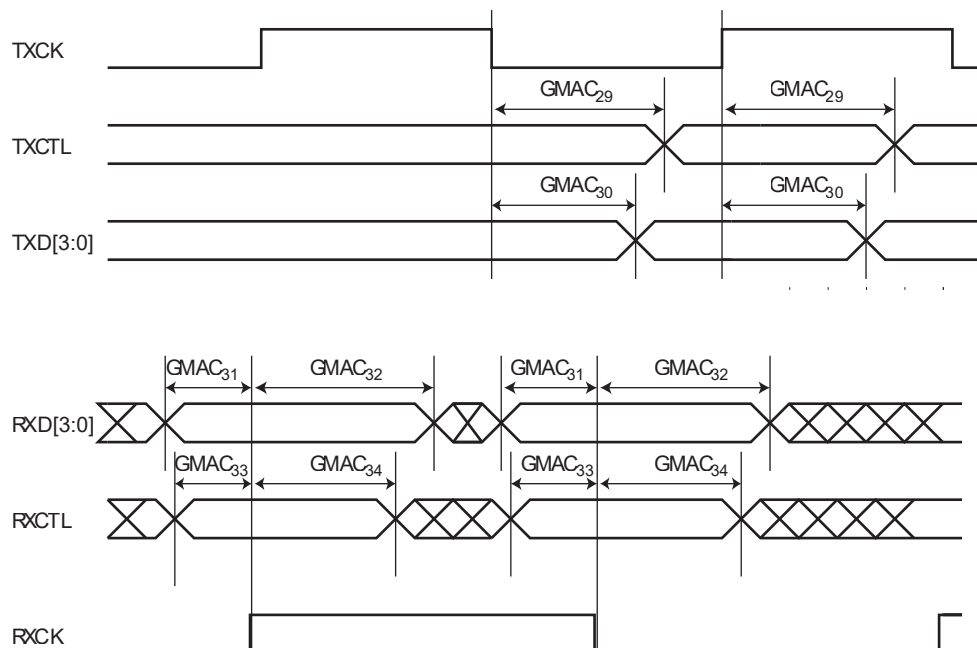 TXCK
GMAC29 GMAC29
TXCTL
GMAC30 GMAC30
TXD[3:0]
GMAC31 GMAC32 GMAC31 GMAC32
RXD[3:0]
GMAC33 GMAC34 GMAC33 GMAC34
RXCTL
RXCK